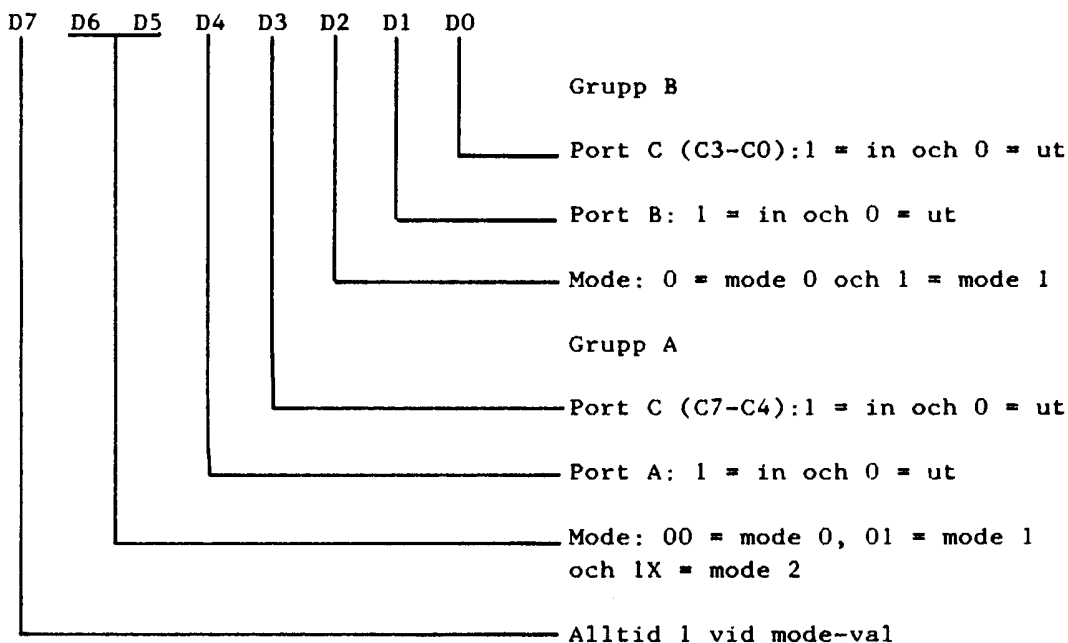 D7 D6 D5 D4 D3 D2 D1 D0
Grupp B
Port C (C3-C0):1 = in och 0 = ut
Port B: 1 = in och 0 = ut
Mode: 0 = mode 0 och 1 = mode 1
Grupp A
Port C (C7-C4):1 = in och 0 = ut
Port A: 1 = in och 0 = ut
Mode: 00 = mode 0, 01 = mode 1
och 1X = mode 2
Alltid 1 vid mode-val